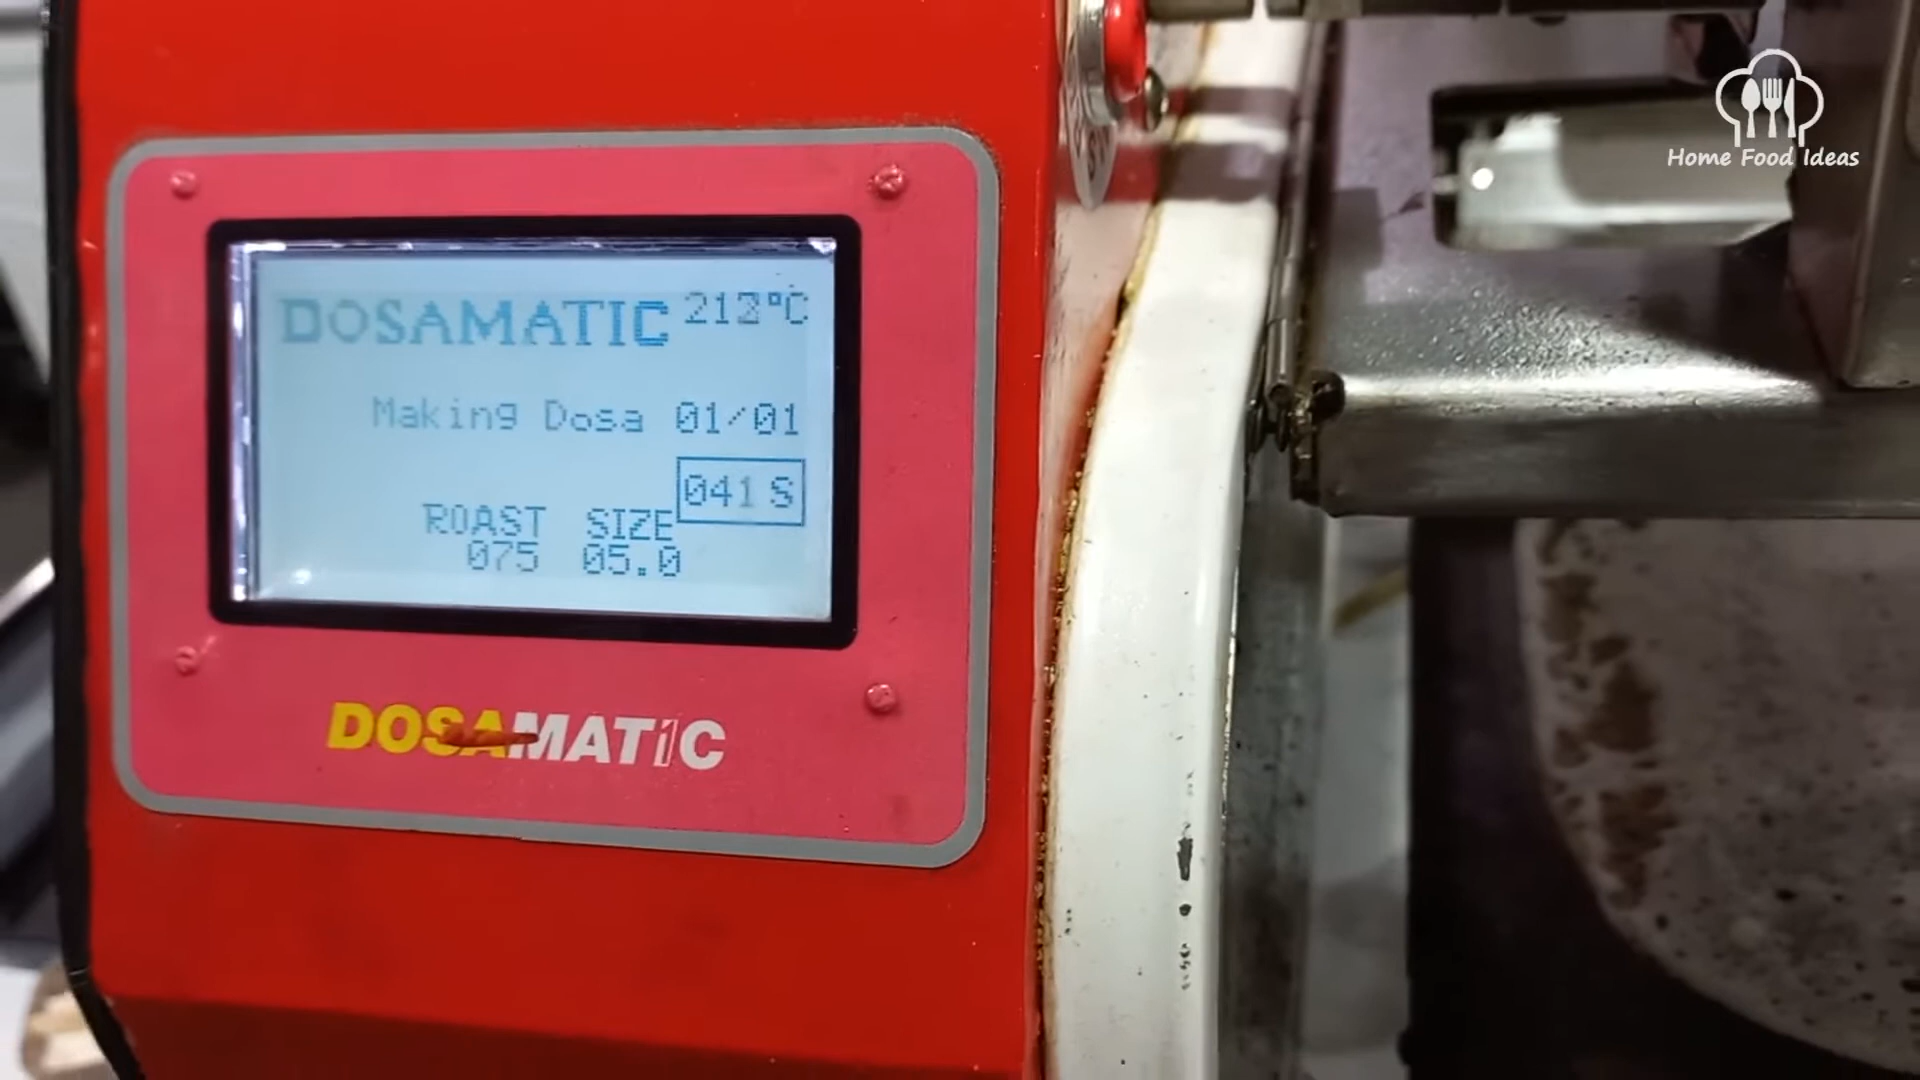 Home Food Ideas
DOSAMATIC 212°C
Making Dosa 01/01
041 S
ROAST SIZE
075 05.0
DOSAMATIC